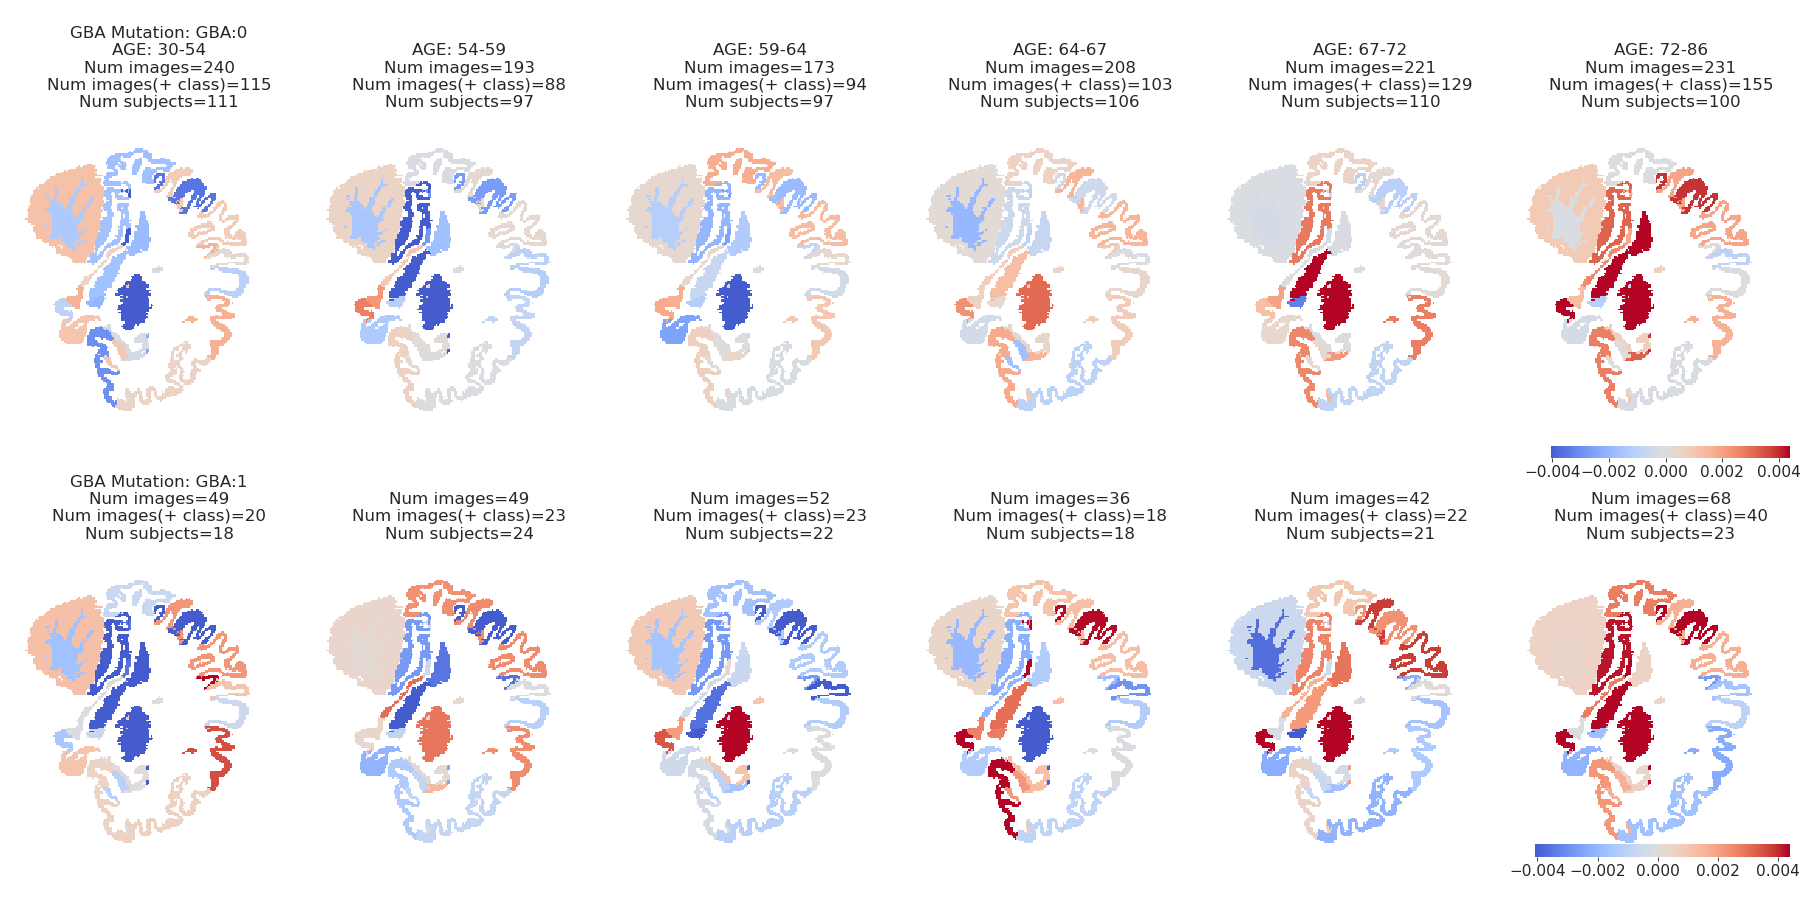 GBA Mutation: GBA:0
AGE: 30-54
Num images=240
Num images(+ class)=115
Num subjects=111
AGE: 54-59
Num images=193
Num images(+ class)=88
Num subjects=97
AGE: 59-64
Num images=173
Num images(+ class)=94
Num subjects=97
AGE: 64-67
Num images=208
Num images(+ class)=103
Num subjects=106
AGE: 67-72
Num images=221
Num images(+ class)=129
Num subjects=110
AGE: 72-86
Num images=231
Num images(+ class)=155
Num subjects=100
−0.004 −0.002 0.000 0.002 0.004
GBA Mutation: GBA:1
Num images=49
Num images(+ class)=20
Num subjects=18
Num images=49
Num images(+ class)=23
Num subjects=24
Num images=52
Num images(+ class)=23
Num subjects=22
Num images=36
Num images(+ class)=18
Num subjects=18
Num images=42
Num images(+ class)=22
Num subjects=21
Num images=68
Num images(+ class)=40
Num subjects=23
−0.004 −0.002 0.000 0.002 0.004